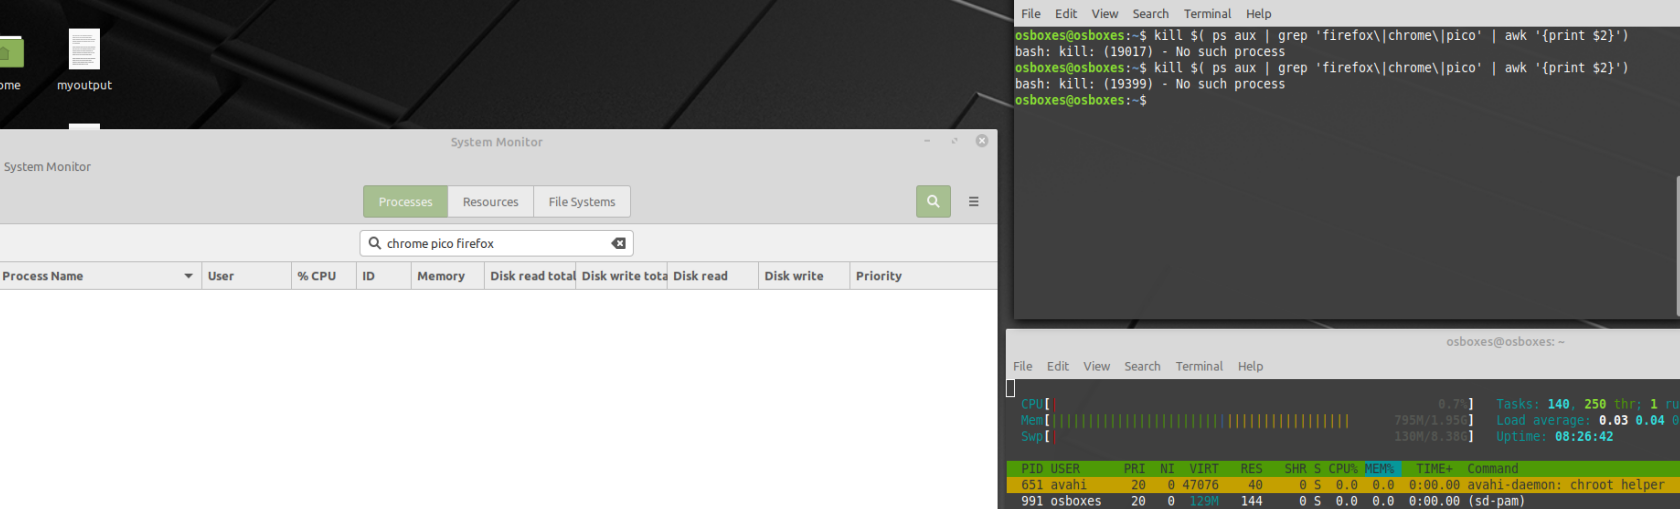 ome
myoutput
System Monitor
System Monitor
Processes Resources File Systems
chrome pico firefox
Process Name User % CPU ID Memory Disk read total Disk write tota Disk read Disk write Priority
File Edit View Search Terminal Help
osboxes@osboxes:~$ kill $( ps aux | grep 'firefox\|chrome\|pico' | awk '{print $2}')
bash: kill: (19017) - No such process
osboxes@osboxes:~$ kill $( ps aux | grep 'firefox\|chrome\|pico' | awk '{print $2}')
bash: kill: (19399) - No such process
osboxes@osboxes:~$
osboxes@osboxes: ~
File Edit View Search Terminal Help
CPU[| 0.7%] Tasks: 140, 250 thr; 1 ru
Mem[||||||||||||||||||||||||||||||||||||||||| 795M/1.95G] Load average: 0.03 0.04 0
Swp[| 130M/8.38G] Uptime: 08:26:42
PID USER PRI NI VIRT RES SHR S CPU% MEM% TIME+ Command
651 avahi 20 0 47076 40 0 S 0.0 0.0 0:00.00 avahi-daemon: chroot helper
991 osboxes 20 0 129M 144 0 S 0.0 0.0 0:00.00 (sd-pam)